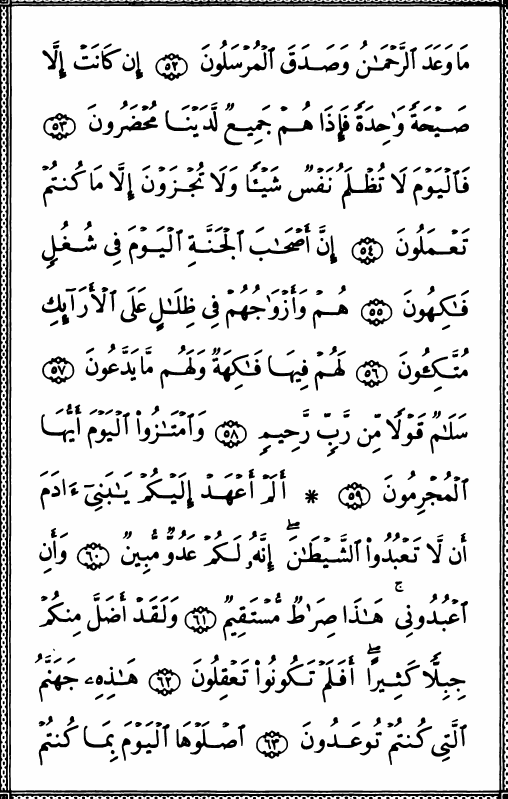 مَا وَعَدَ ٱلرَّحْمَـٰنُ وَصَدَقَ ٱلْمُرْسَلُونَ ٥٢ إِن كَانَتْ إِلَّا
صَيْحَةً وَٰحِدَةً فَإِذَا هُمْ جَمِيعٌ لَّدَيْنَا مُحْضَرُونَ ٥٣
فَٱلْيَوْمَ لَا تُظْلَمُ نَفْسٌ شَيْـًٔا وَلَا تُجْزَوْنَ إِلَّا مَا كُنتُمْ
تَعْمَلُونَ ٥٤ إِنَّ أَصْحَـٰبَ ٱلْجَنَّةِ ٱلْيَوْمَ فِى شُغُلٍ
فَـٰكِهُونَ ٥٥ هُمْ وَأَزْوَٰجُهُمْ فِى ظِلَـٰلٍ عَلَى ٱلْأَرَآئِكِ
مُتَّكِـُٔونَ ٥٦ لَهُمْ فِيهَا فَـٰكِهَةٌ وَلَهُم مَّا يَدَّعُونَ ٥٧
سَلَـٰمٌ قَوْلًا مِّن رَّبٍّ رَّحِيمٍ ٥٨ وَٱمْتَـٰزُوا۟ ٱلْيَوْمَ أَيُّهَا
ٱلْمُجْرِمُونَ ٥٩ * أَلَمْ أَعْهَدْ إِلَيْكُمْ يَـٰبَنِىٓ ءَادَمَ
أَن لَّا تَعْبُدُوا۟ ٱلشَّيْطَـٰنَ ۖ إِنَّهُۥ لَكُمْ عَدُوٌّ مُّبِينٌ ٦٠ وَأَنِ
ٱعْبُدُونِى ۚ هَـٰذَا صِرَٰطٌ مُّسْتَقِيمٌ ٦١ وَلَقَدْ أَضَلَّ مِنكُمْ
جِبِلًّا كَثِيرًا ۖ أَفَلَمْ تَكُونُوا۟ تَعْقِلُونَ ٦٢ هَـٰذِهِۦ جَهَنَّمُ
ٱلَّتِى كُنتُمْ تُوعَدُونَ ٦٣ ٱصْلَوْهَا ٱلْيَوْمَ بِمَا كُنتُمْ